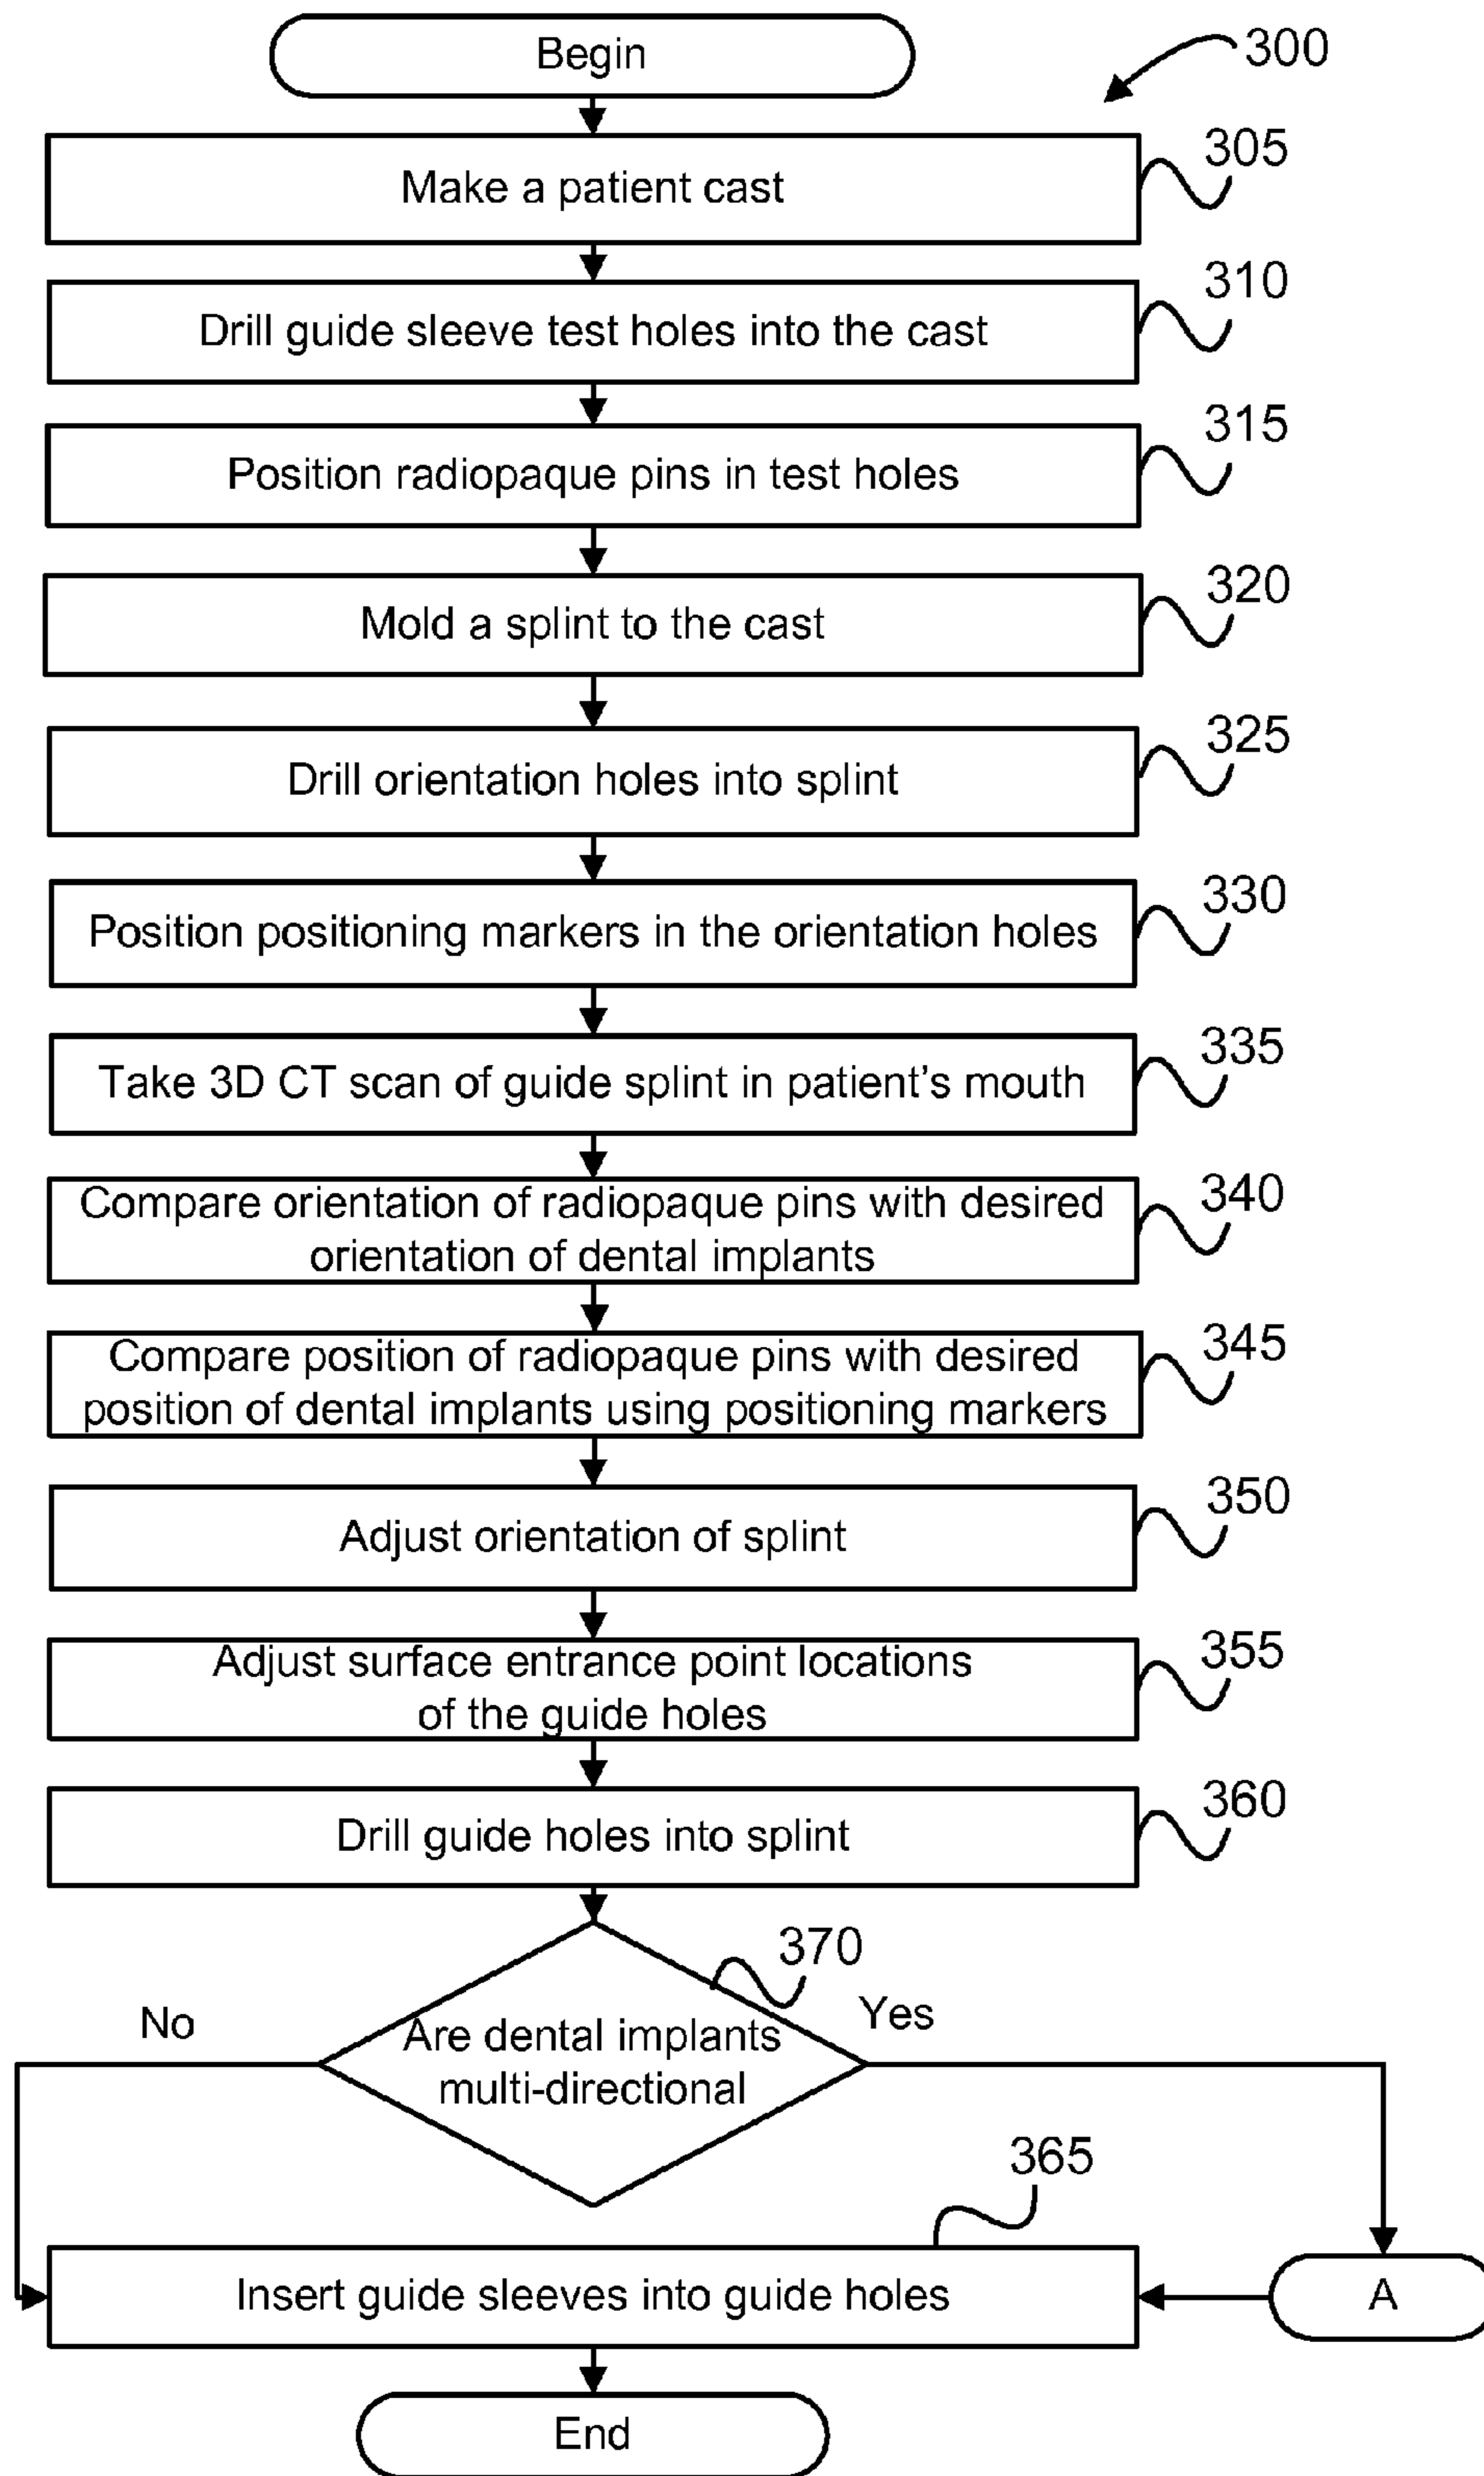 Begin
300
Make a patient cast
305
Drill guide sleeve test holes into the cast
310
Position radiopaque pins in test holes
315
Mold a splint to the cast
320
Drill orientation holes into splint
325
Position positioning markers in the orientation holes
330
Take 3D CT scan of guide splint in patient’s mouth
335
Compare orientation of radiopaque pins with desired
orientation of dental implants
340
Compare position of radiopaque pins with desired
position of dental implants using positioning markers
345
Adjust orientation of splint
350
Adjust surface entrance point locations
of the guide holes
355
Drill guide holes into splint
360
370
No
Yes
Are dental implants
multi-directional
365
Insert guide sleeves into guide holes
A
End